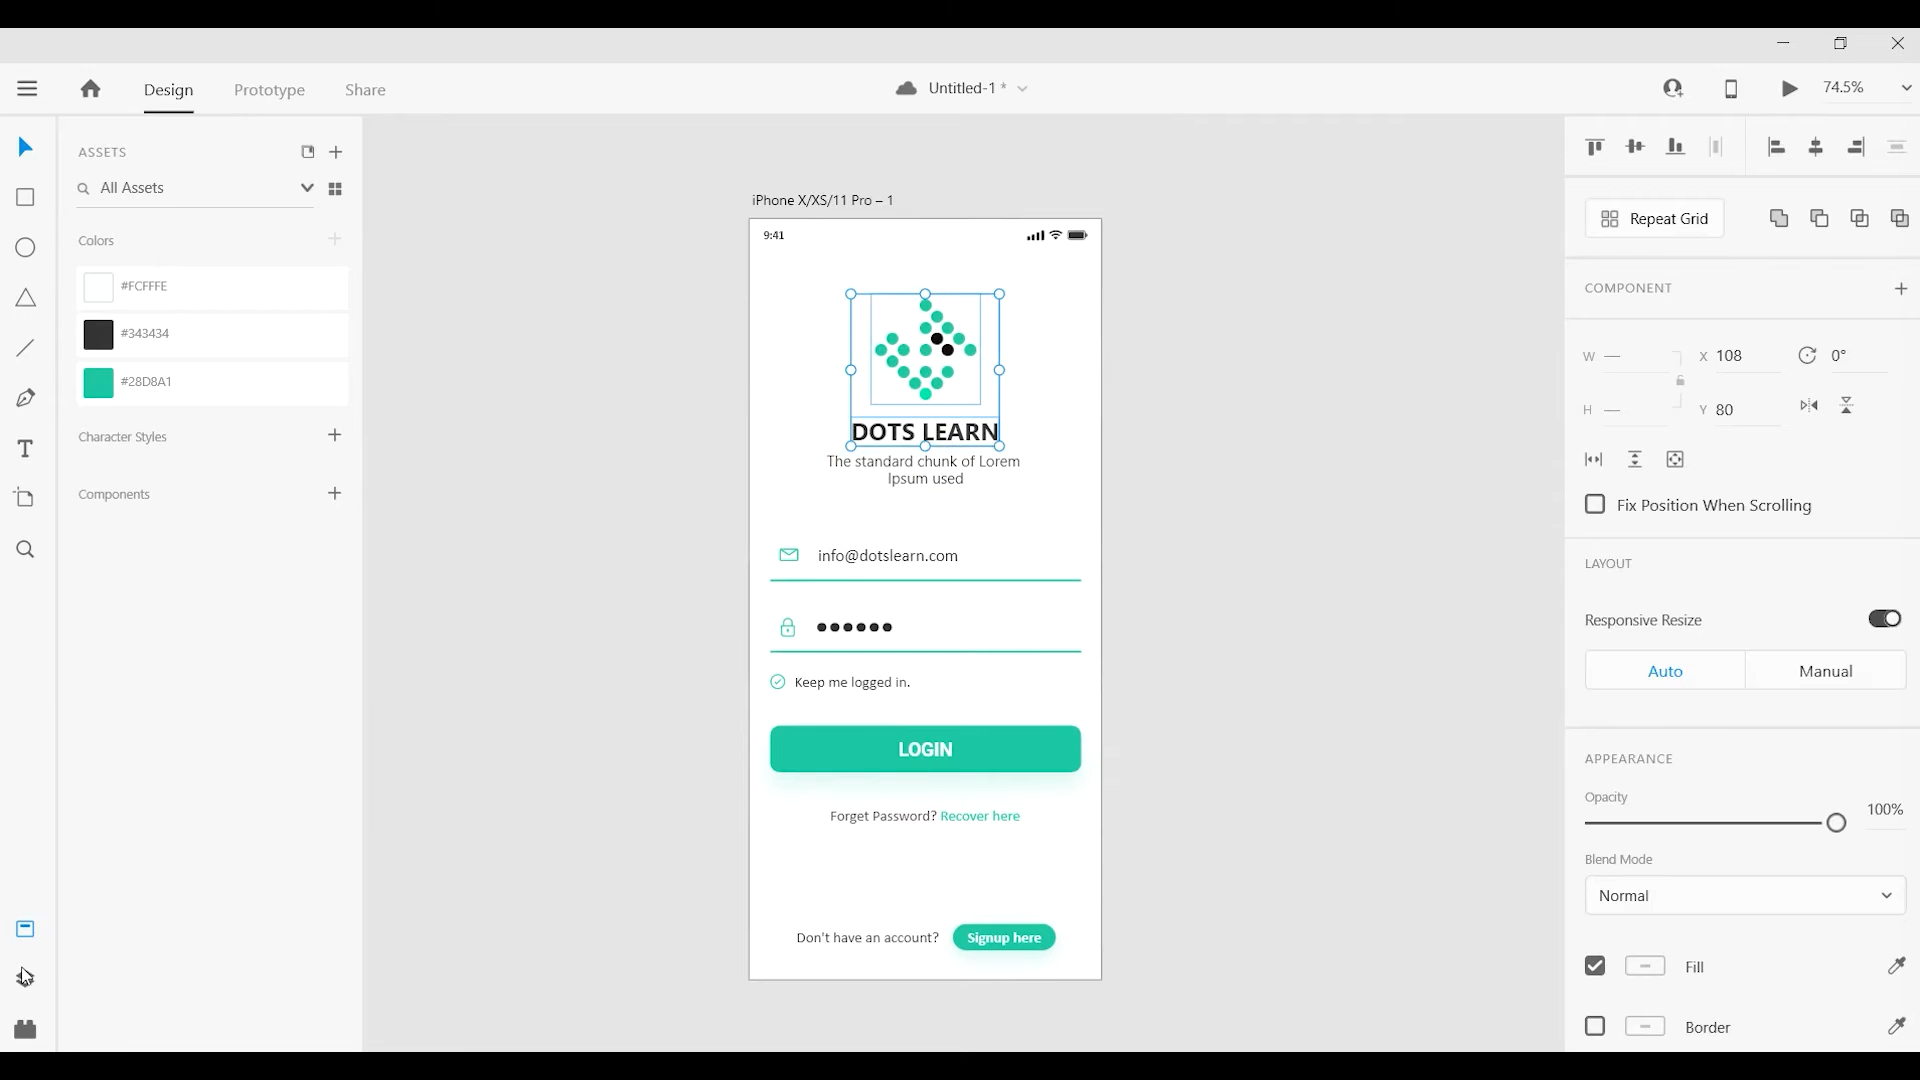 Design
Prototype
Share
Untitled-1 *
74.5%
ASSETS
All Assets
Colors
#FCFFFE
#343434
#28D8A1
Character Styles
Components
iPhone X/XS/11 Pro – 1
9:41
DOTS LEARN
The standard chunk of Lorem
Ipsum used
info@dotslearn.com
Keep me logged in.
LOGIN
Forget Password? Recover here
Don't have an account? Signup here
Repeat Grid
COMPONENT
W
X 108
0°
H
Y 80
Fix Position When Scrolling
LAYOUT
Responsive Resize
Auto
Manual
APPEARANCE
Opacity
100%
Blend Mode
Normal
Fill
Border